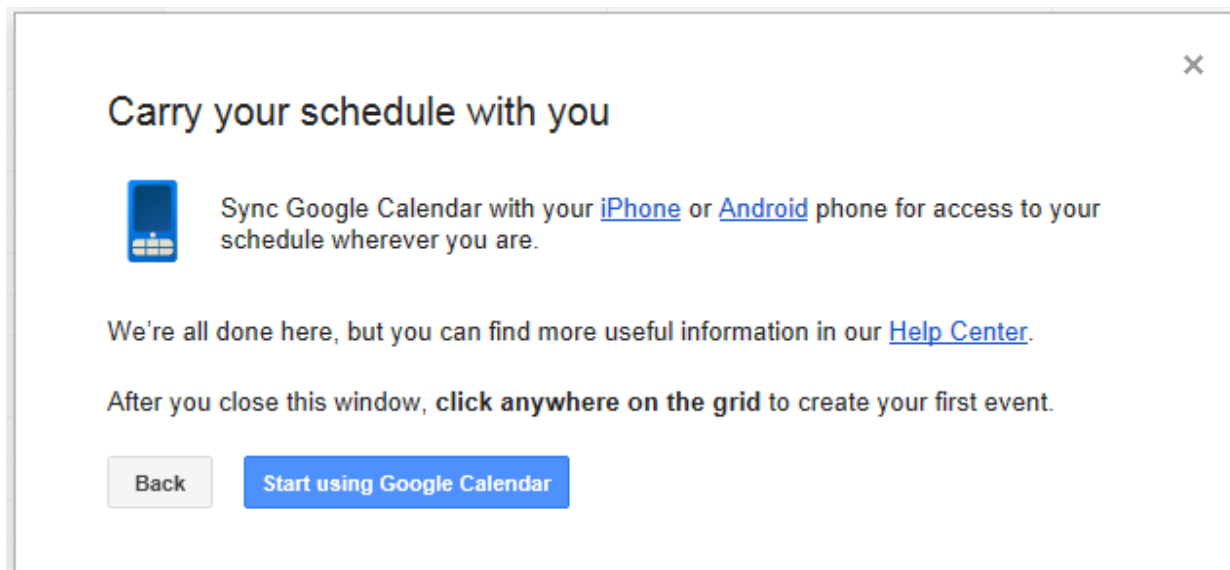 Carry your schedule with you
Sync Google Calendar with your iPhone or Android phone for access to your
schedule wherever you are.
We're all done here, but you can find more useful information in our Help Center.
After you close this window, click anywhere on the grid to create your first event.
Back
Start using Google Calendar